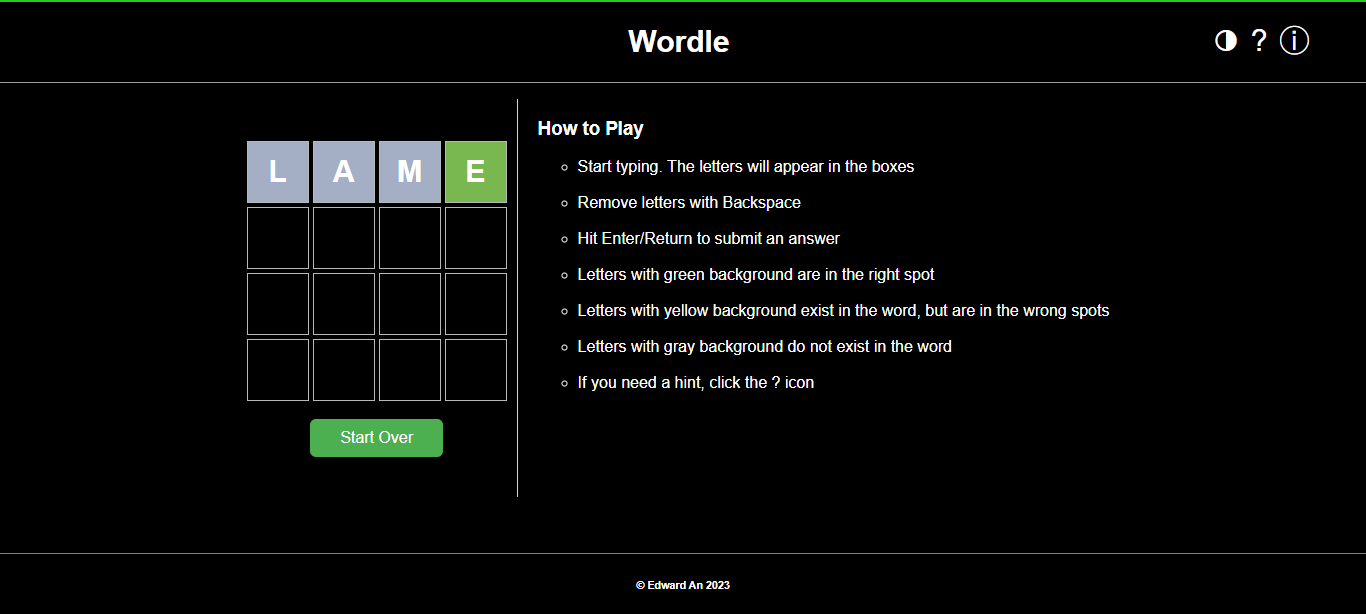 Wordle
?
i
L A M E
Start Over
How to Play
Start typing. The letters will appear in the boxes
Remove letters with Backspace
Hit Enter/Return to submit an answer
Letters with green background are in the right spot
Letters with yellow background exist in the word, but are in the wrong spots
Letters with gray background do not exist in the word
If you need a hint, click the ? icon
© Edward An 2023